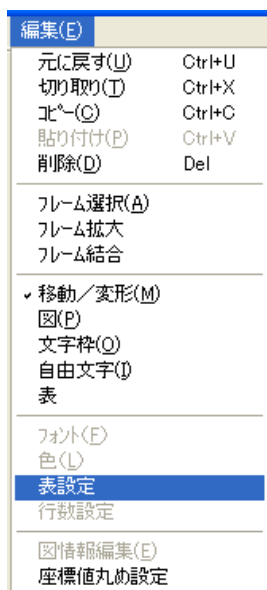 編集(E)
元に戻す(U) Ctrl+U
切り取り(T) Ctrl+X
ｺﾋﾟｰ(C) Ctrl+C
貼り付け(P) Ctrl+V
削除(D) Del
ﾌﾚｰﾑ選択(A)
ﾌﾚｰﾑ拡大
ﾌﾚｰﾑ結合
✓移動／変形(M)
図(P)
文字枠(O)
自由文字(I)
表
ﾌｫﾝﾄ(F)
色(L)
表設定
行数設定
図情報編集(E)
座標値丸め設定